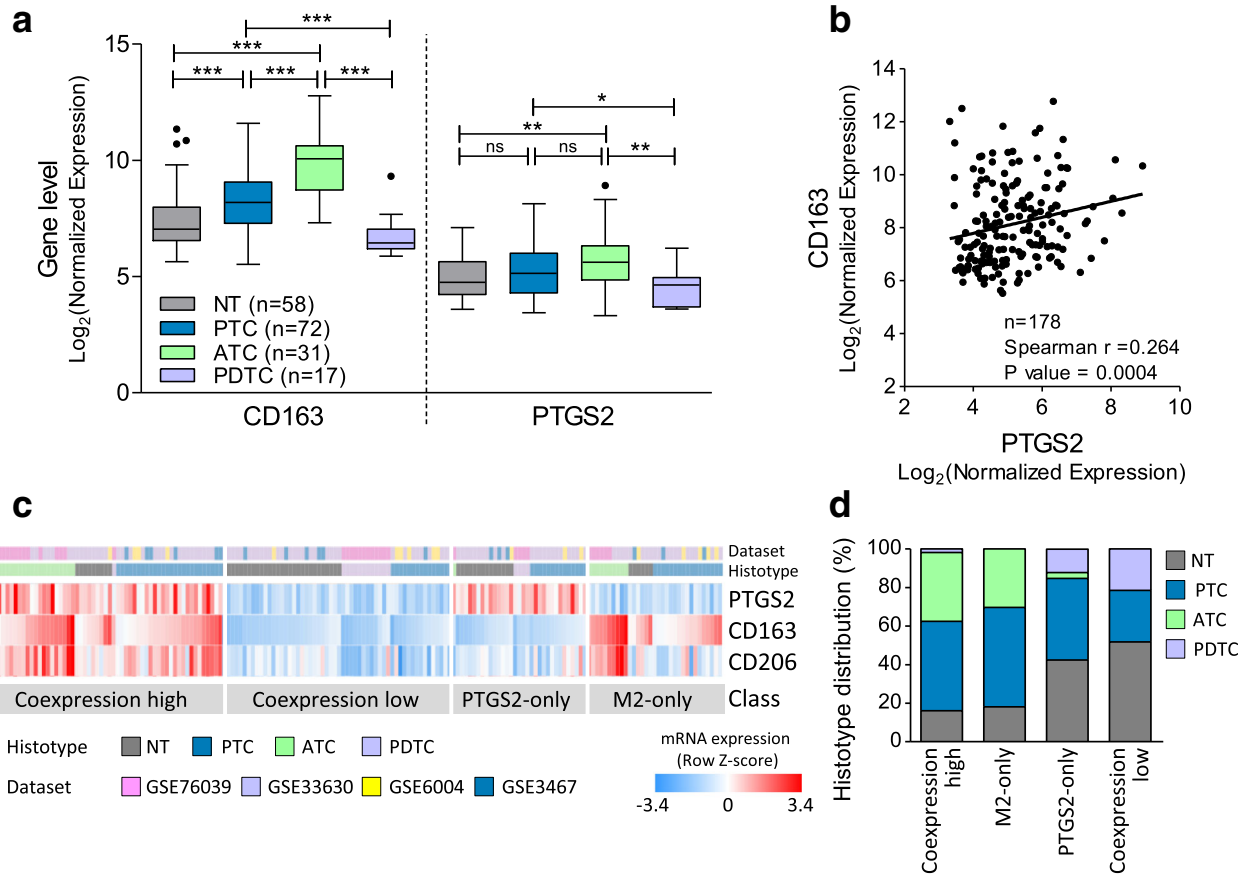 a
Gene level
Log2(Normalized Expression)
15
10
5
0
***
***
***
***
***
*
**
ns
ns
**
NT (n=58)
PTC (n=72)
ATC (n=31)
PDTC (n=17)
CD163
PTGS2
b
CD163
Log2(Normalized Expression)
14
12
10
8
6
4
2
n=178
Spearman r =0.264
P value = 0.0004
2
4
6
8
10
PTGS2
Log2(Normalized Expression)
c
Dataset
Histotype
PTGS2
CD163
CD206
Coexpression high
Coexpression low
PTGS2-only
M2-only
Class
Histotype
NT
PTC
ATC
PDTC
Dataset
GSE76039
GSE33630
GSE6004
GSE3467
mRNA expression
(Row Z-score)
-3.4
0
3.4
d
Histotype distribution (%)
100
80
60
40
20
0
Coexpression
high
M2-only
PTGS2-only
Coexpression
low
NT
PTC
ATC
PDTC